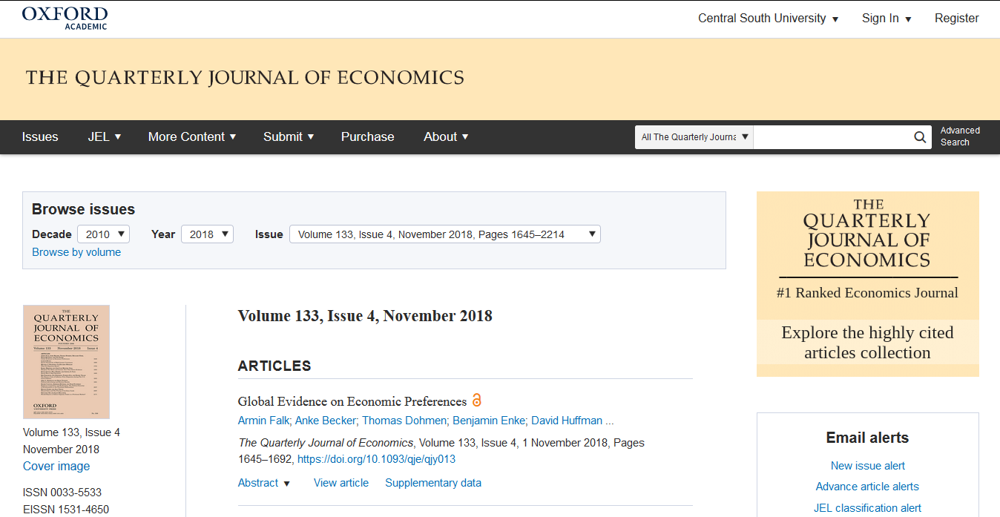 OXFORD
ACADEMIC
Central South University ▼
Sign In ▼
Register
THE QUARTERLY JOURNAL OF ECONOMICS
Issues
JEL ▼
More Content ▼
Submit ▼
Purchase
About ▼
All The Quarterly Journa ▼
Advanced
Search
Browse issues
Decade 2010 ▼ Year 2018 ▼ Issue Volume 133, Issue 4, November 2018, Pages 1645–2214 ▼
Browse by volume
THE
QUARTERLY
JOURNAL OF
ECONOMICS
Volume 133 November 2018 Issue 4
OXFORD
UNIVERSITY PRESS
Volume 133, Issue 4
November 2018
Cover image
ISSN 0033-5533
EISSN 1531-4650
Volume 133, Issue 4, November 2018
ARTICLES
Global Evidence on Economic Preferences
Armin Falk; Anke Becker; Thomas Dohmen; Benjamin Enke; David Huffman ...
The Quarterly Journal of Economics, Volume 133, Issue 4, 1 November 2018, Pages
1645–1692, https://doi.org/10.1093/qje/qjy013
Abstract ▼ View article Supplementary data
THE
QUARTERLY
JOURNAL OF
ECONOMICS
#1 Ranked Economics Journal
Explore the highly cited
articles collection
Email alerts
New issue alert
Advance article alerts
JEL classification alert